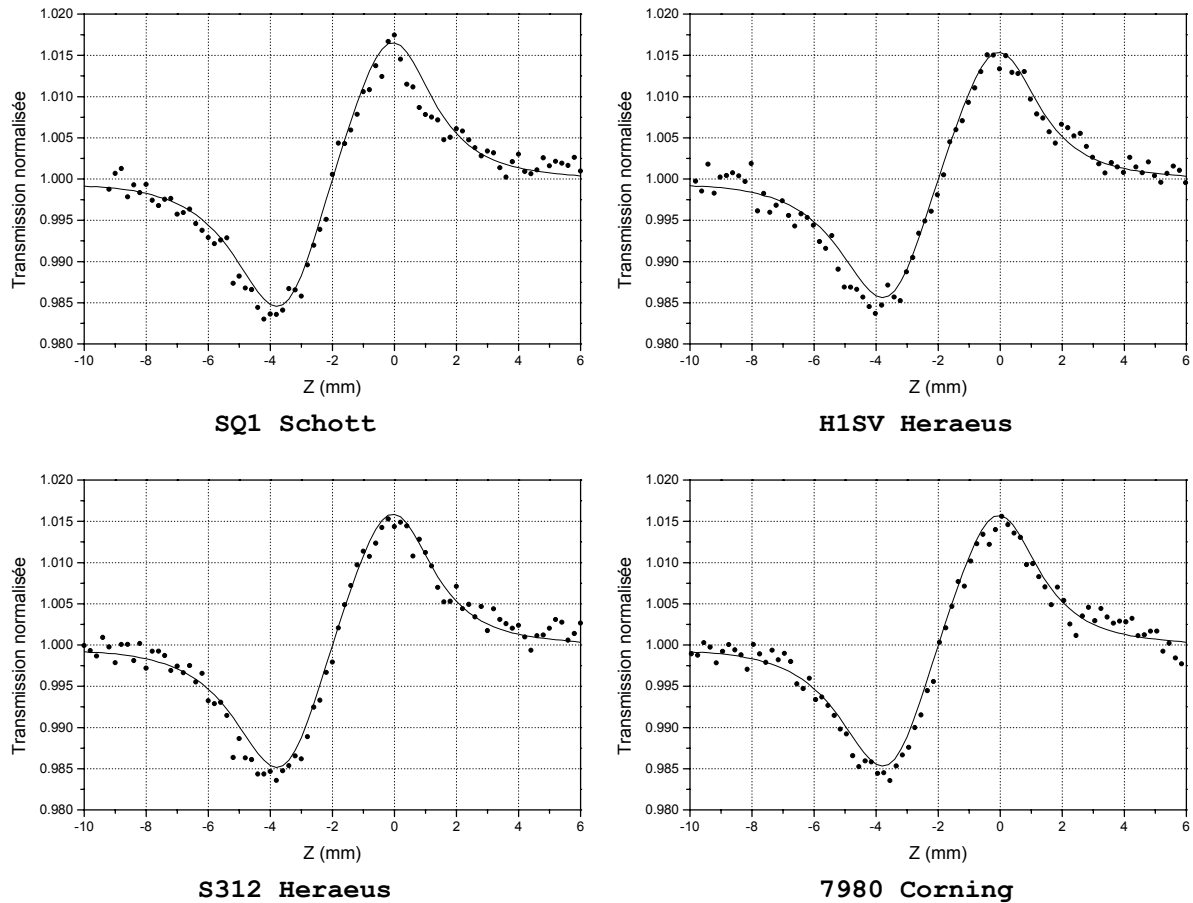 1.020
1.015
1.010
1.005
1.000
0.995
0.990
0.985
0.980
Transmission normalisée
-10 -8 -6 -4 -2 0 2 4 6
Z (mm)
SQ1 Schott
1.020
1.015
1.010
1.005
1.000
0.995
0.990
0.985
0.980
Transmission normalisée
-10 -8 -6 -4 -2 0 2 4 6
Z (mm)
H1SV Heraeus
1.020
1.015
1.010
1.005
1.000
0.995
0.990
0.985
0.980
Transmission normalisée
-10 -8 -6 -4 -2 0 2 4 6
Z (mm)
S312 Heraeus
1.020
1.015
1.010
1.005
1.000
0.995
0.990
0.985
0.980
Transmission normalisée
-10 -8 -6 -4 -2 0 2 4 6
Z (mm)
7980 Corning